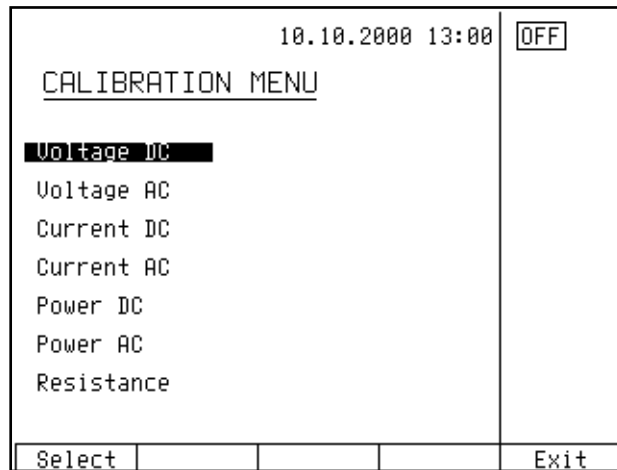 10.10.2000 13:00 OFF
CALIBRATION MENU
Voltage DC
Voltage AC
Current DC
Current AC
Power DC
Power AC
Resistance
Select Exit